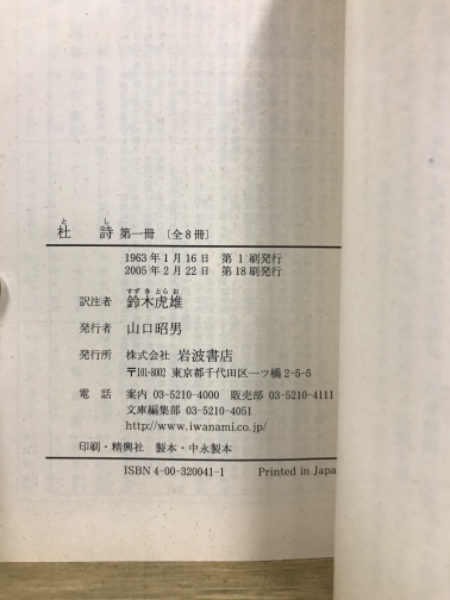 杜詩 第一冊 〔全8冊〕
1963年1月16日 第1刷発行
2005年2月22日 第18刷発行
訳注者 鈴木虎雄
発行者 山口昭男
発行所 株式会社 岩波書店
〒101-8002 東京都千代田区一ツ橋2-5-5
電話 案内 03-5210-4000 販売部 03-5210-4111
文庫編集部 03-5210-4051
http://www.iwanami.co.jp/
印刷・精興社 製本・中永製本
ISBN 4-00-320041-1 Printed in Japa